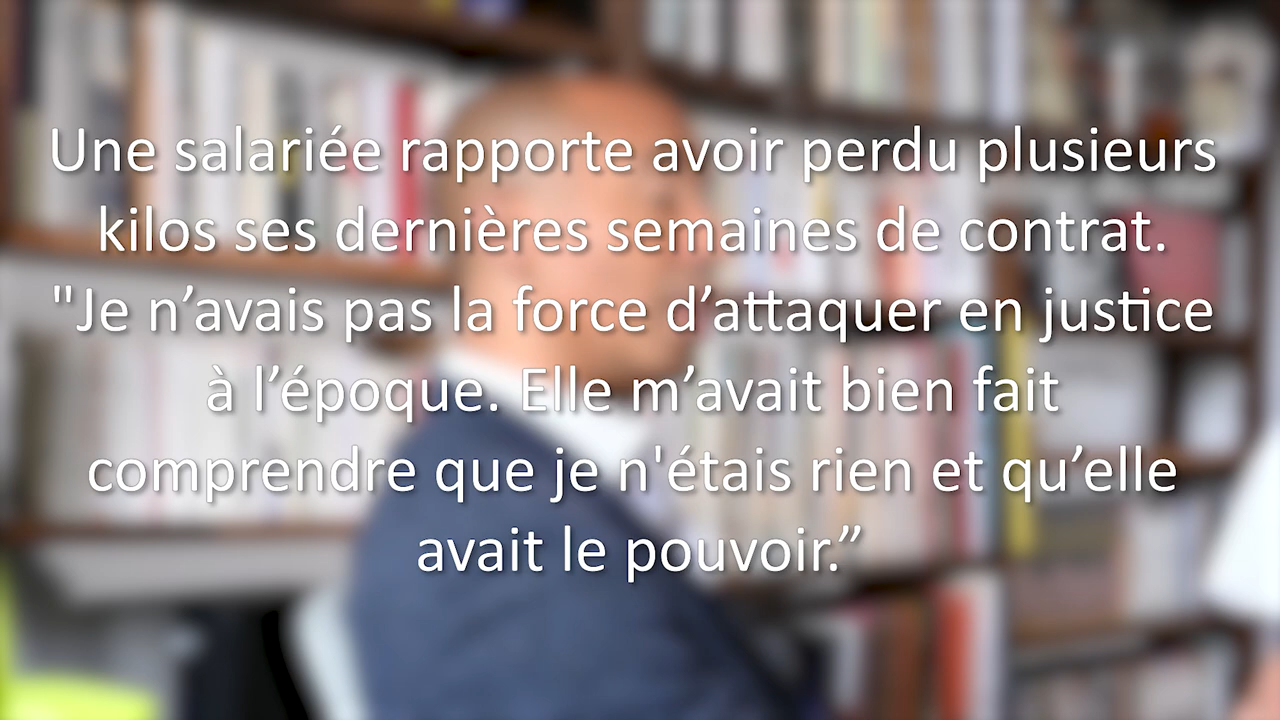 Une salariée rapporte avoir perdu plusieurs
kilos ses dernières semaines de contrat.
"Je n’avais pas la force d’attaquer en justice
à l’époque. Elle m’avait bien fait
comprendre que je n'étais rien et qu’elle
avait le pouvoir.”